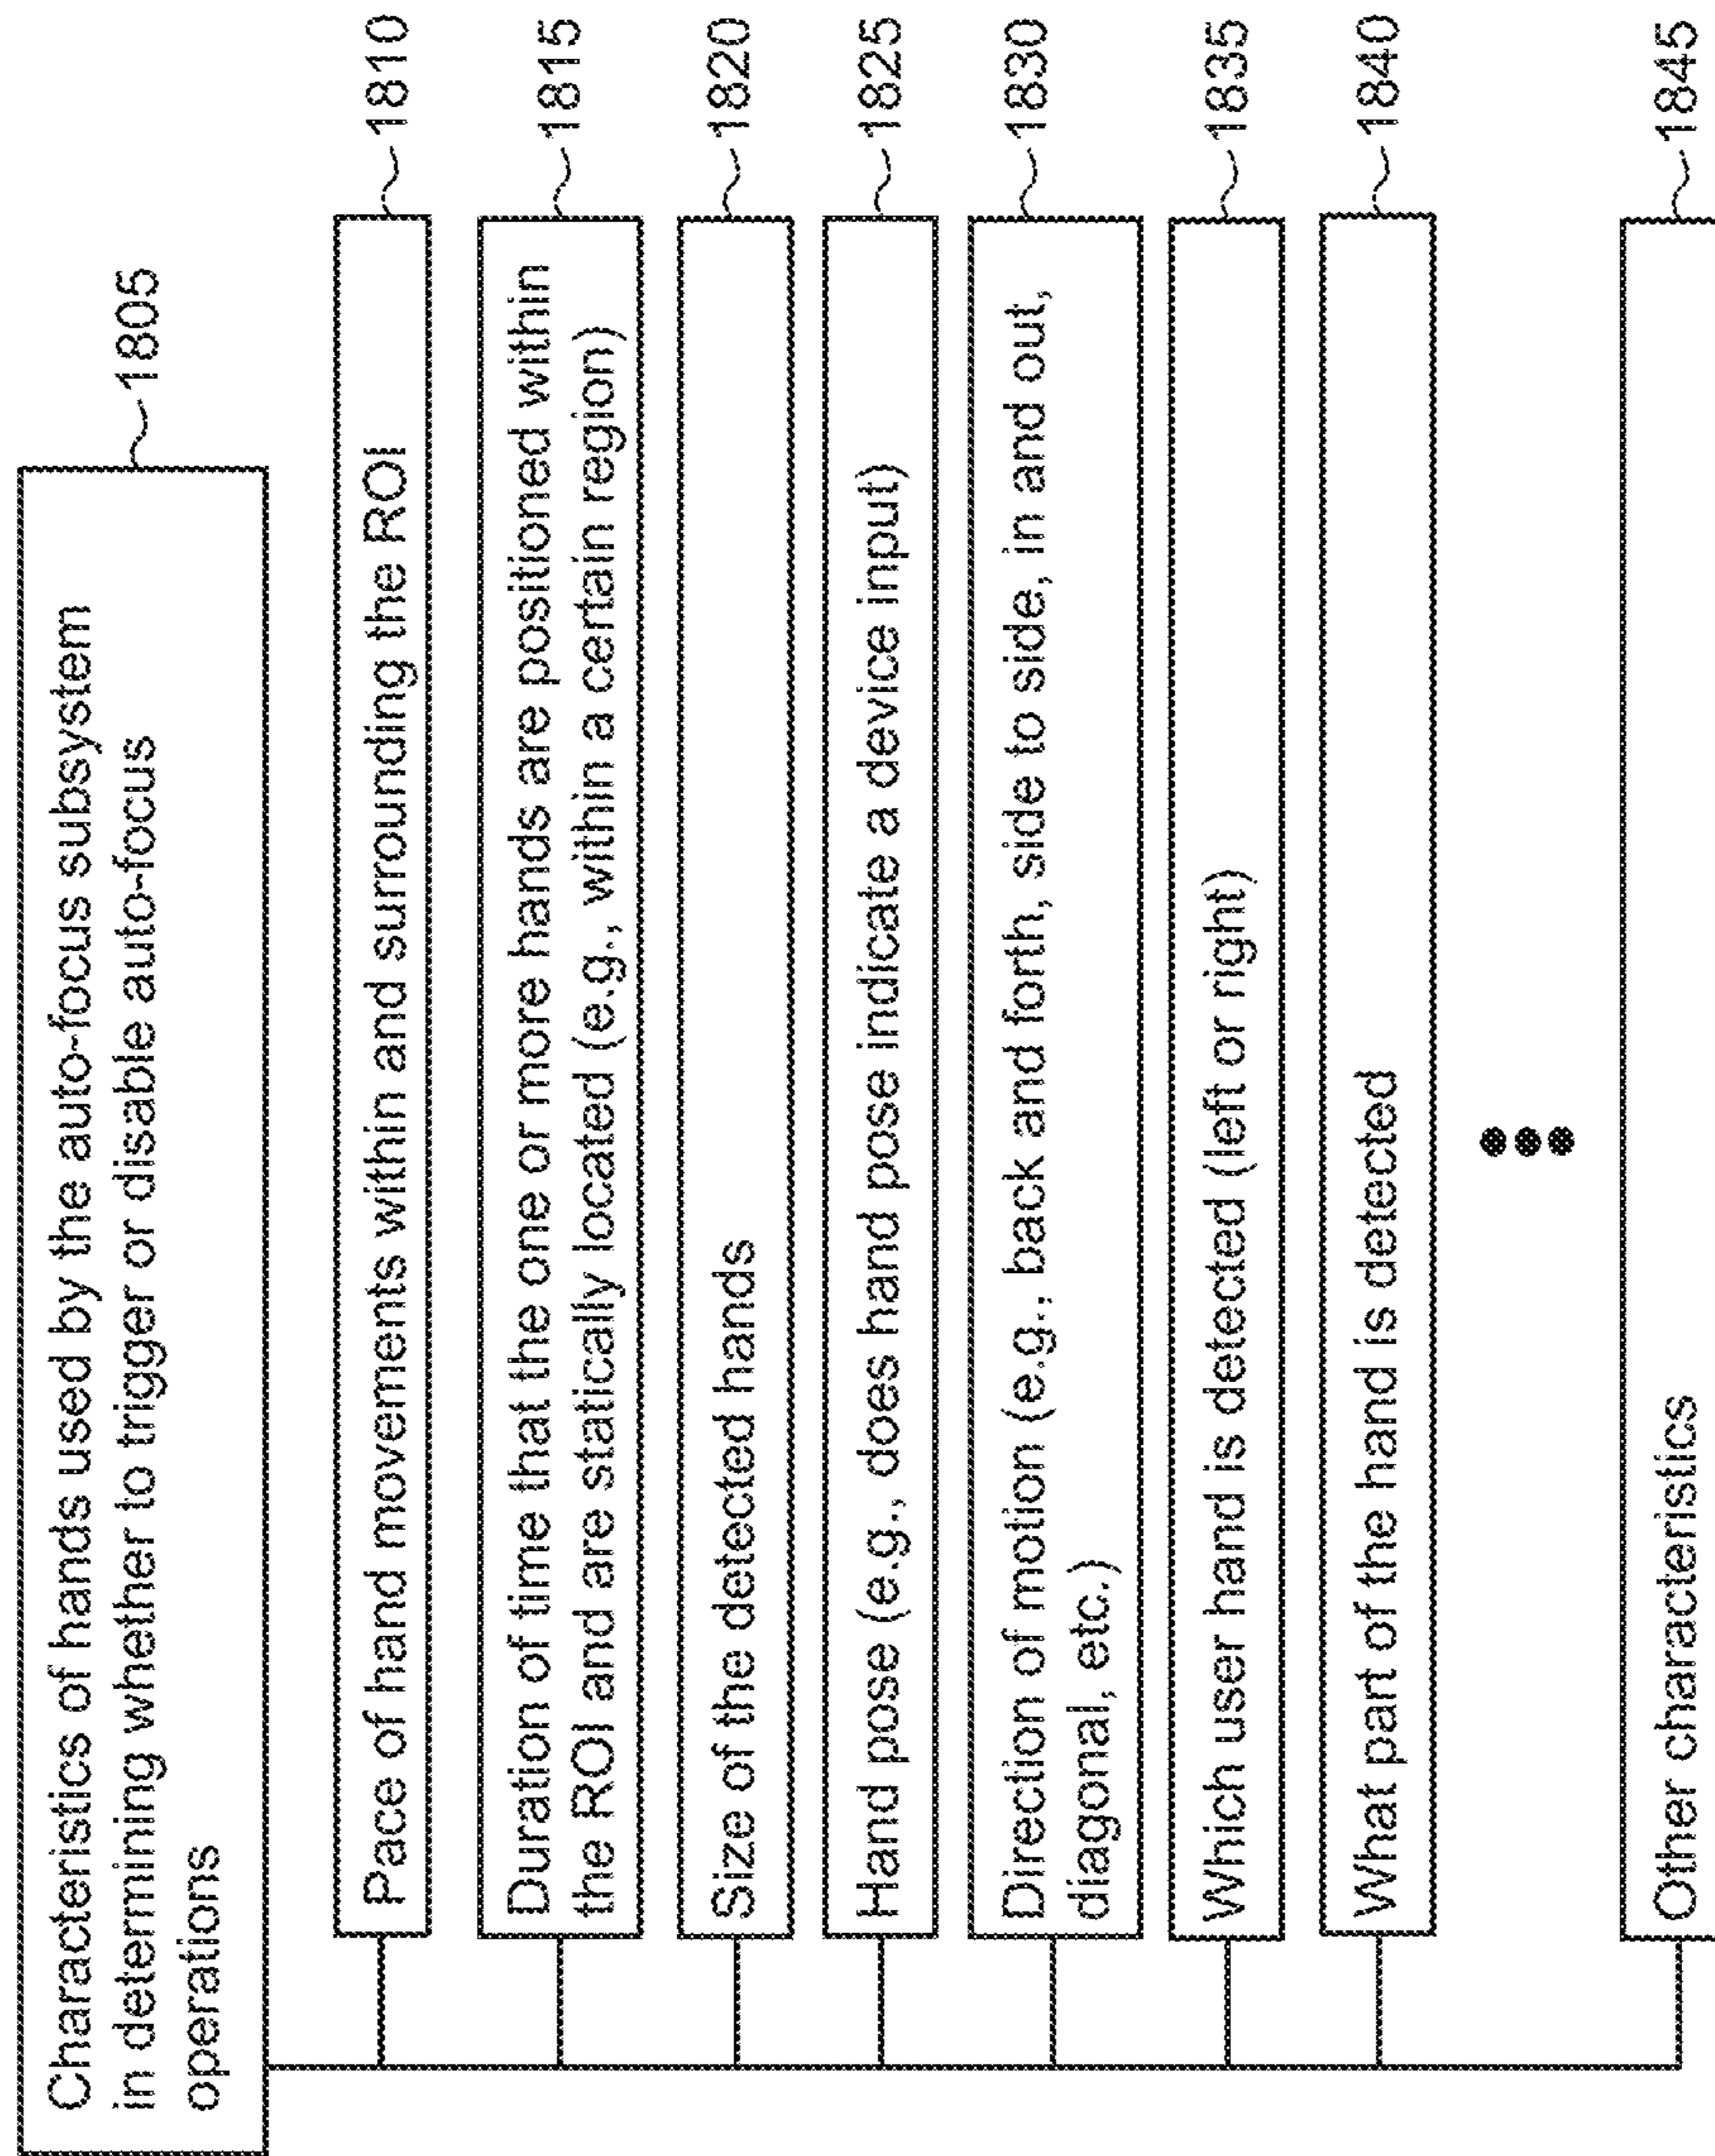 Characteristics of hands used by the auto-focus subsystem
in determining whether to trigger or disable auto-focus
operations
1805
Pace of hand movements within and surrounding the ROI
1810
Duration of time that the one or more hands are positioned within
the ROI and are statically located (e.g., within a certain region)
1815
Size of the detected hands
1820
Hand pose (e.g., does hand pose indicate a device input)
1825
Direction of motion (e.g., back and forth, side to side, in and out,
diagonal, etc.)
1830
Which user hand is detected (left or right)
1835
What part of the hand is detected
1840
Other characteristics
1845